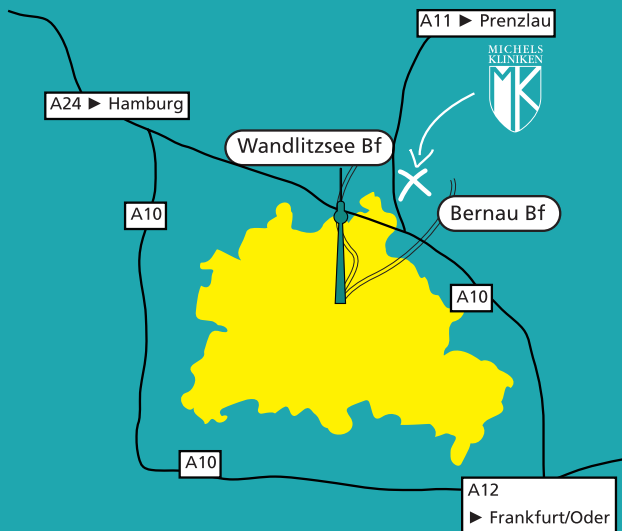 A11 ► Prenzlau
MICHELS
KLINIKEN
MK
A24 ► Hamburg
Wandlitzsee Bf
A10
Bernau Bf
A10
A10
A12
► Frankfurt/Oder